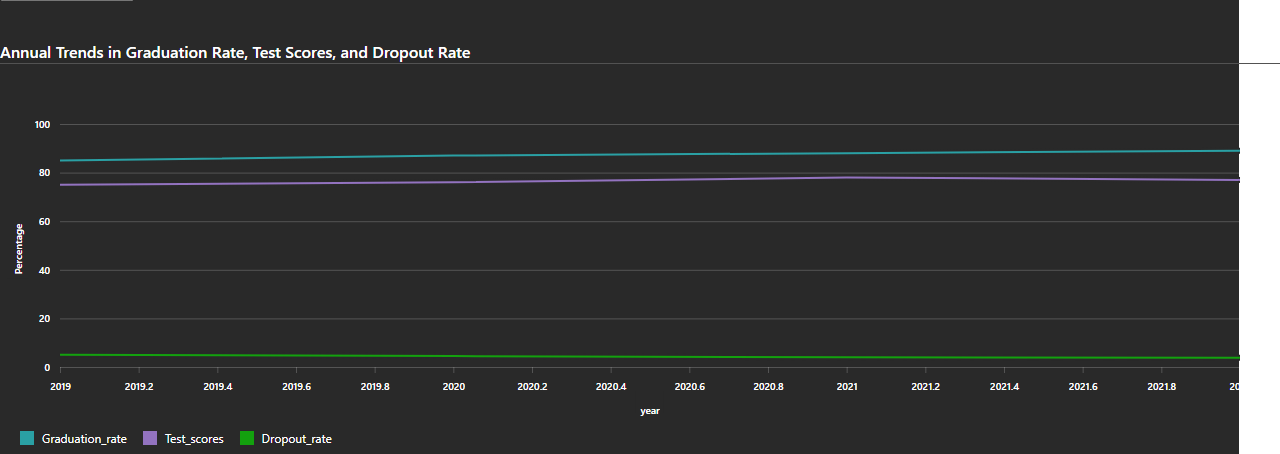 Annual Trends in Graduation Rate, Test Scores, and Dropout Rate
100
80
60
40
20
0
Percentage
2019 2019.2 2019.4 2019.6 2019.8 2020 2020.2 2020.4 2020.6 2020.8 2021 2021.2 2021.4 2021.6 2021.8 20
year
Graduation_rate Test_scores Dropout_rate